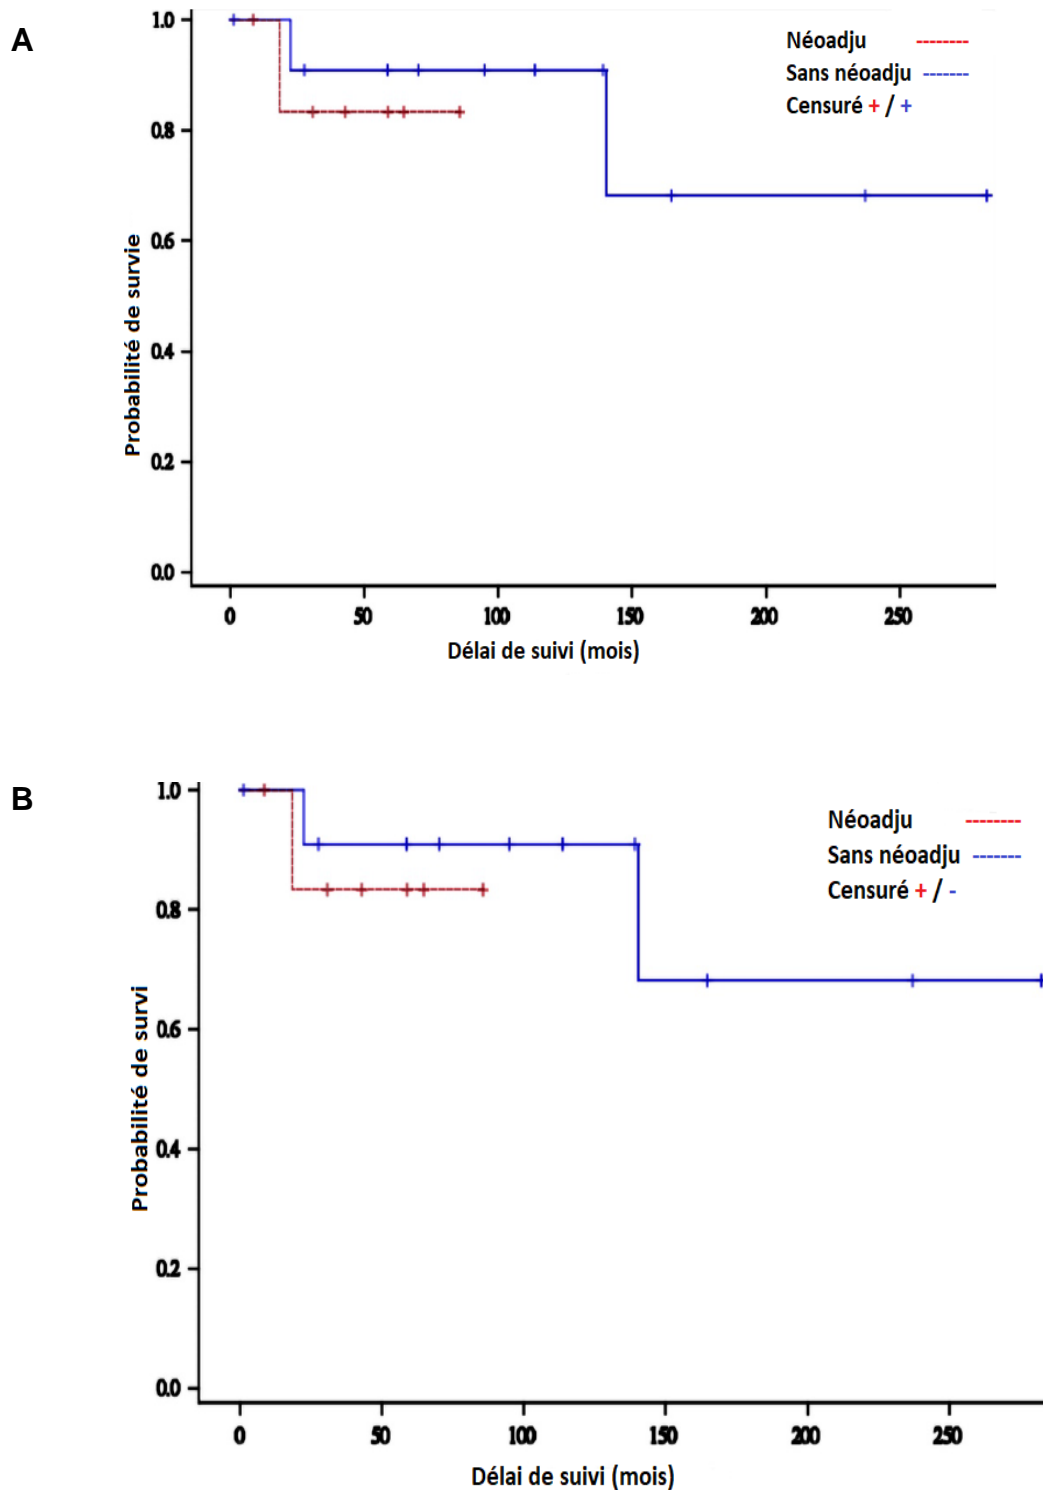 A
1.0
0.8
0.6
0.4
0.2
0.0
Probabilité de survie
Néoadju
Sans néoadju
Censuré + / +
0 50 100 150 200 250
Délai de suivi (mois)
B
1.0
0.8
0.6
0.4
0.2
0.0
Probabilité de survi
Néoadju
Sans néoadju
Censuré + / -
0 50 100 150 200 250
Délai de suivi (mois)